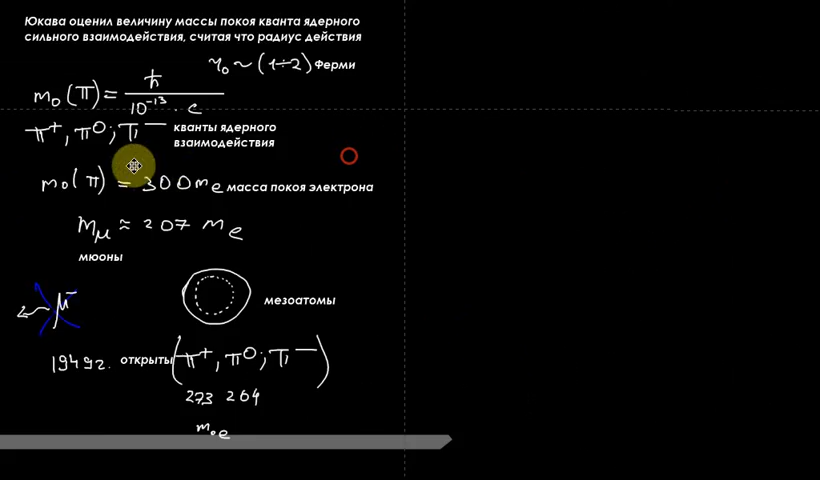 Юкава оценил величину массы покоя кванта ядерного
сильного взаимодействия, считая что радиус действия
r₀ ~ (1÷2) Ферми
m₀(π) = ħ / 10⁻¹³ · c
π⁺, π⁰; π⁻ кванты ядерного
взаимодействия
m₀(π) = 300 mₑ масса покоя электрона
m_μ ≈ 207 mₑ
мюоны
μ⁻
мезоатомы
1949г. открыты (π⁺, π⁰; π⁻)
273 264
m₀ₑ